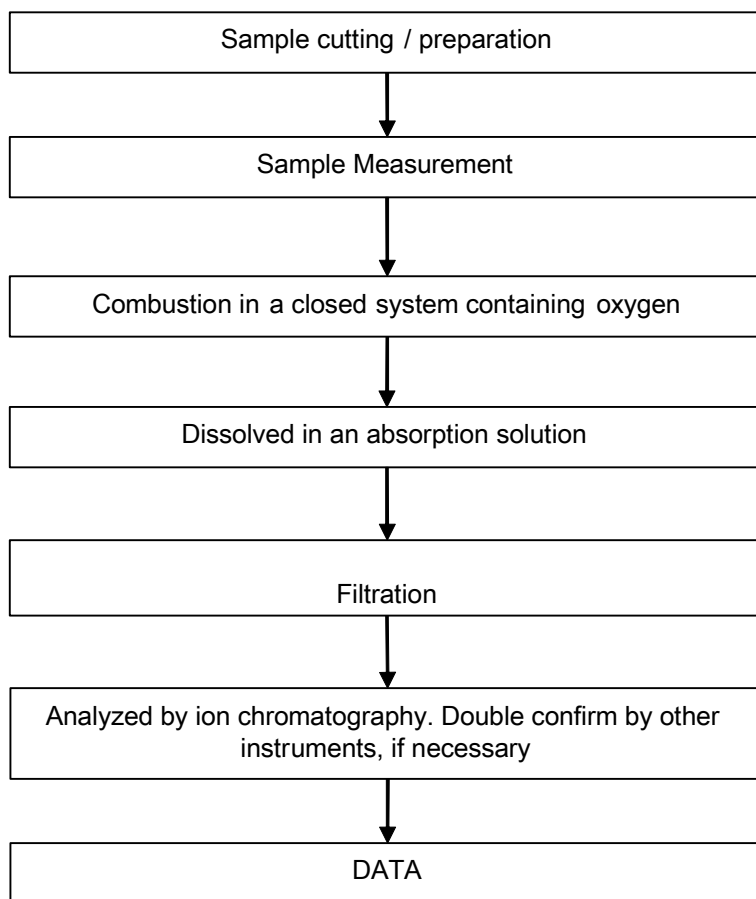 Sample cutting / preparation
Sample Measurement
Combustion in a closed system containing oxygen
Dissolved in an absorption solution
Filtration
Analyzed by ion chromatography. Double confirm by other
instruments, if necessary
DATA